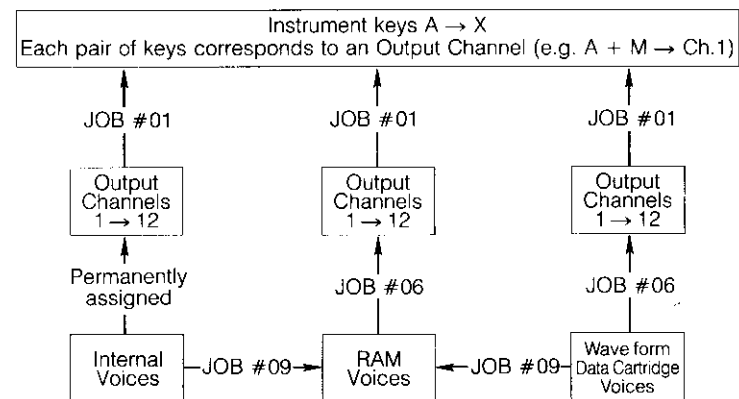 Instrument keys A → X
Each pair of keys corresponds to an Output Channel (e.g. A + M → Ch.1)
JOB #01
JOB #01
JOB #01
Output
Channels
1 → 12
Output
Channels
1 → 12
Output
Channels
1 → 12
Permanently
assigned
JOB #06
JOB #06
Internal
Voices
JOB #09
RAM
Voices
JOB #09
Wave form
Data Cartridge
Voices